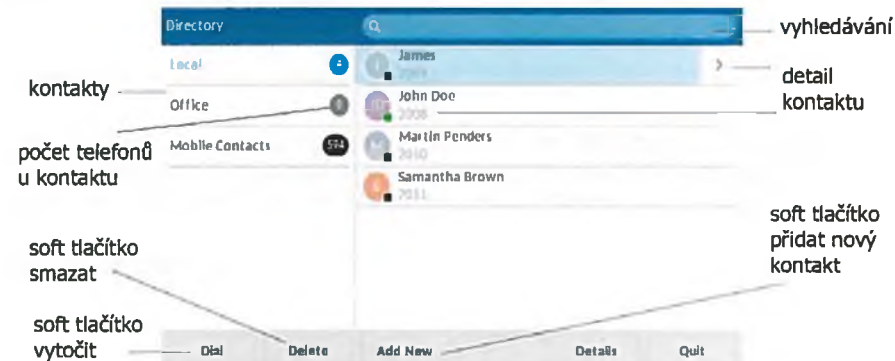 Directory
vyhledávání
Local
James
detail
kontaktu
kontakty
Office
John Doe
2008
Mobile Contacts
594
Martin Penders
2010
počet telefonů
u kontaktu
Samantha Brown
2011
soft tlačítko
přidat nový
kontakt
soft tlačítko
smazat
soft tlačítko
vytočit
Dial
Delete
Add New
Details
Quit